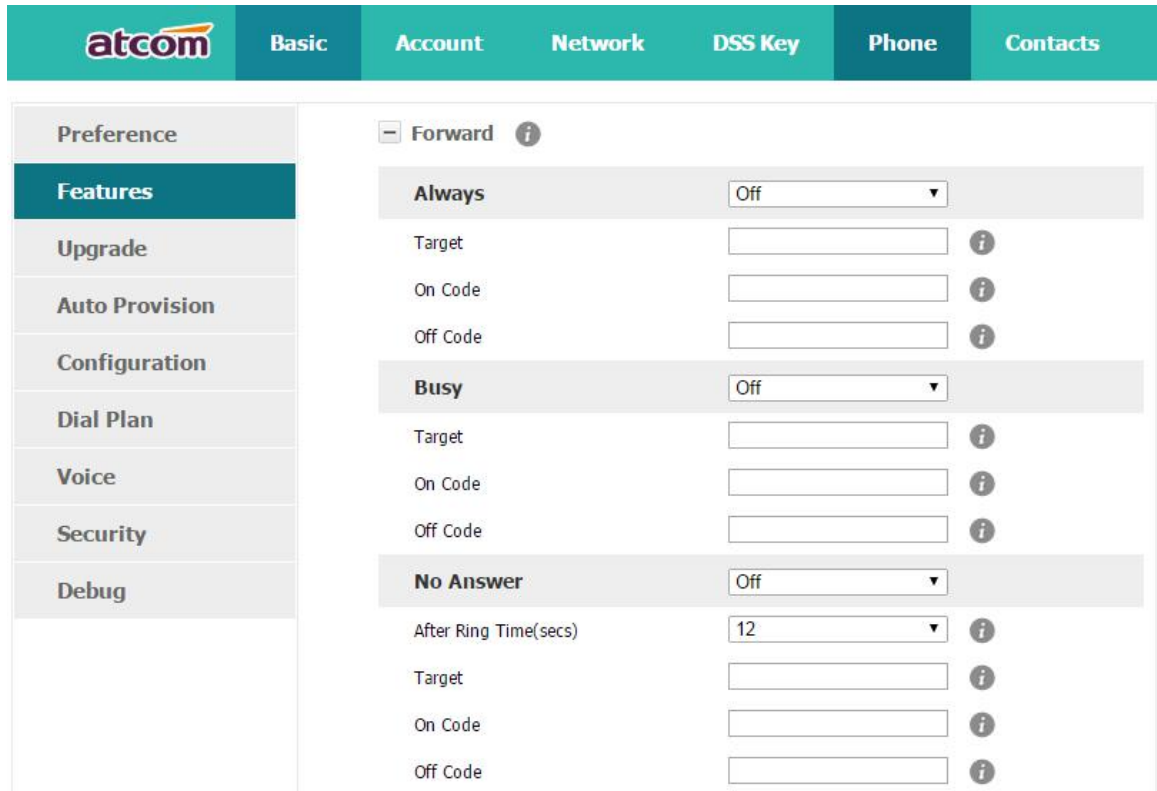 atcom Basic Account Network DSS Key Phone Contacts
Preference
Features
Upgrade
Auto Provision
Configuration
Dial Plan
Voice
Security
Debug
Forward
Always Off
Target
On Code
Off Code
Busy Off
Target
On Code
Off Code
No Answer Off
After Ring Time(secs) 12
Target
On Code
Off Code